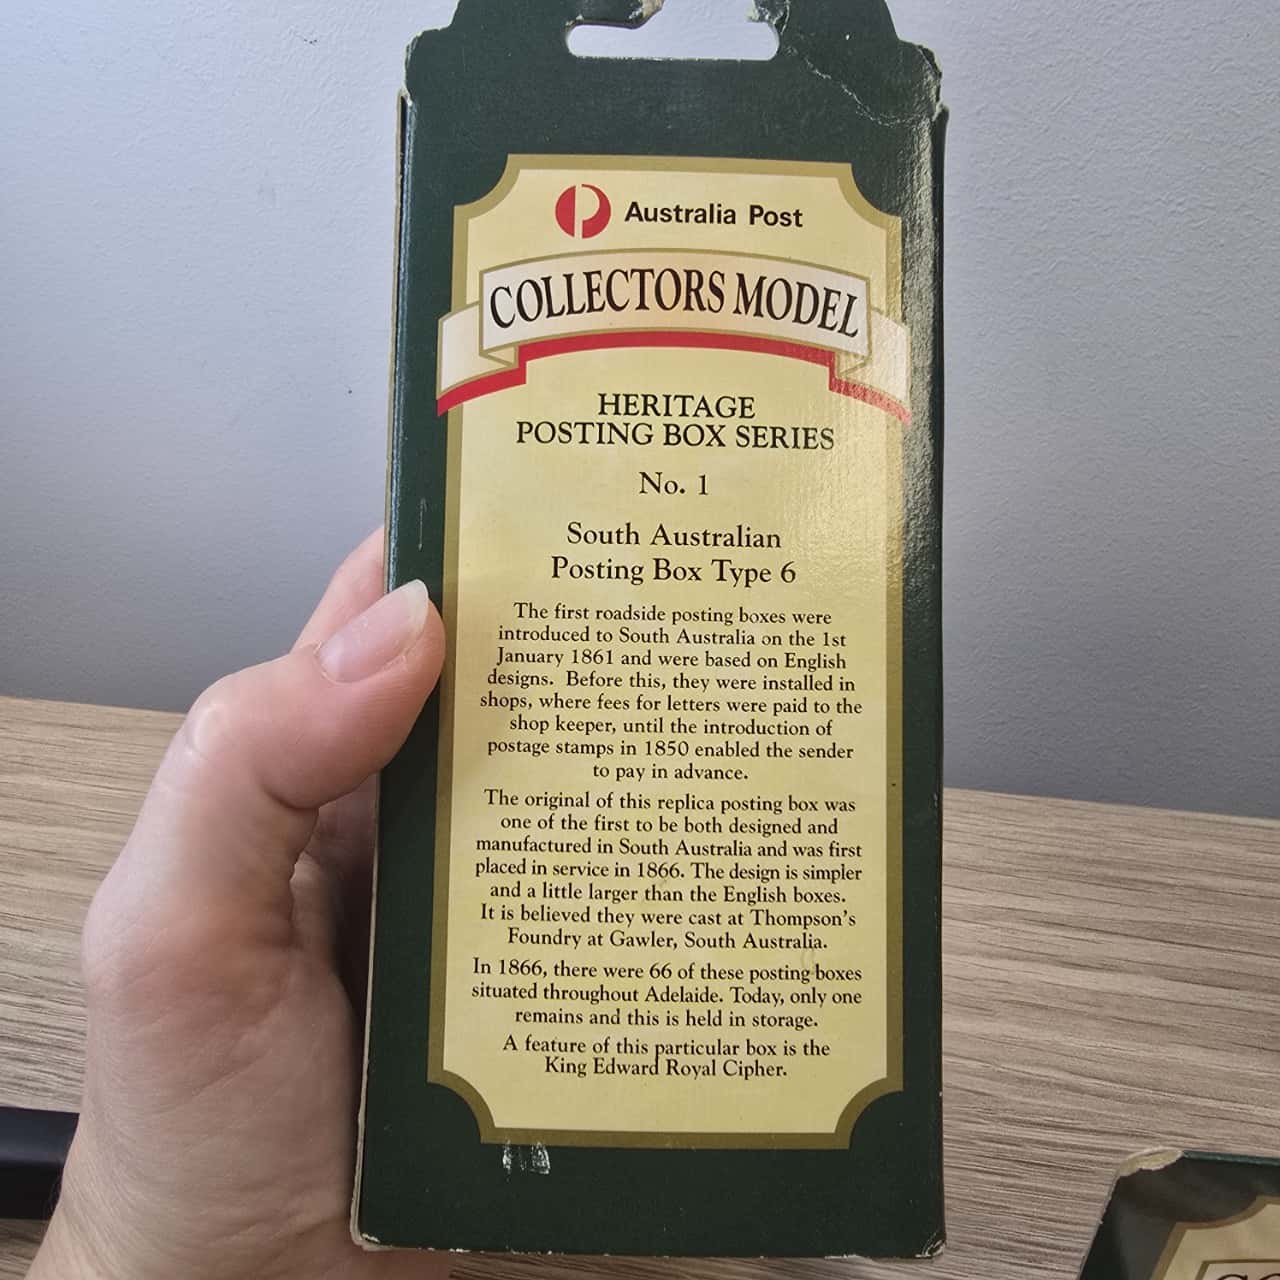 Australia Post
COLLECTORS MODEL
HERITAGE
POSTING BOX SERIES
No. 1
South Australian
Posting Box Type 6
The first roadside posting boxes were
introduced to South Australia on the 1st
January 1861 and were based on English
designs. Before this, they were installed in
shops, where fees for letters were paid to the
shop keeper, until the introduction of
postage stamps in 1850 enabled the sender
to pay in advance.
The original of this replica posting box was
one of the first to be both designed and
manufactured in South Australia and was first
placed in service in 1866. The design is simpler
and a little larger than the English boxes.
It is believed they were cast at Thompson's
Foundry at Gawler, South Australia.
In 1866, there were 66 of these posting boxes
situated throughout Adelaide. Today, only one
remains and this is held in storage.
A feature of this particular box is the
King Edward Royal Cipher.